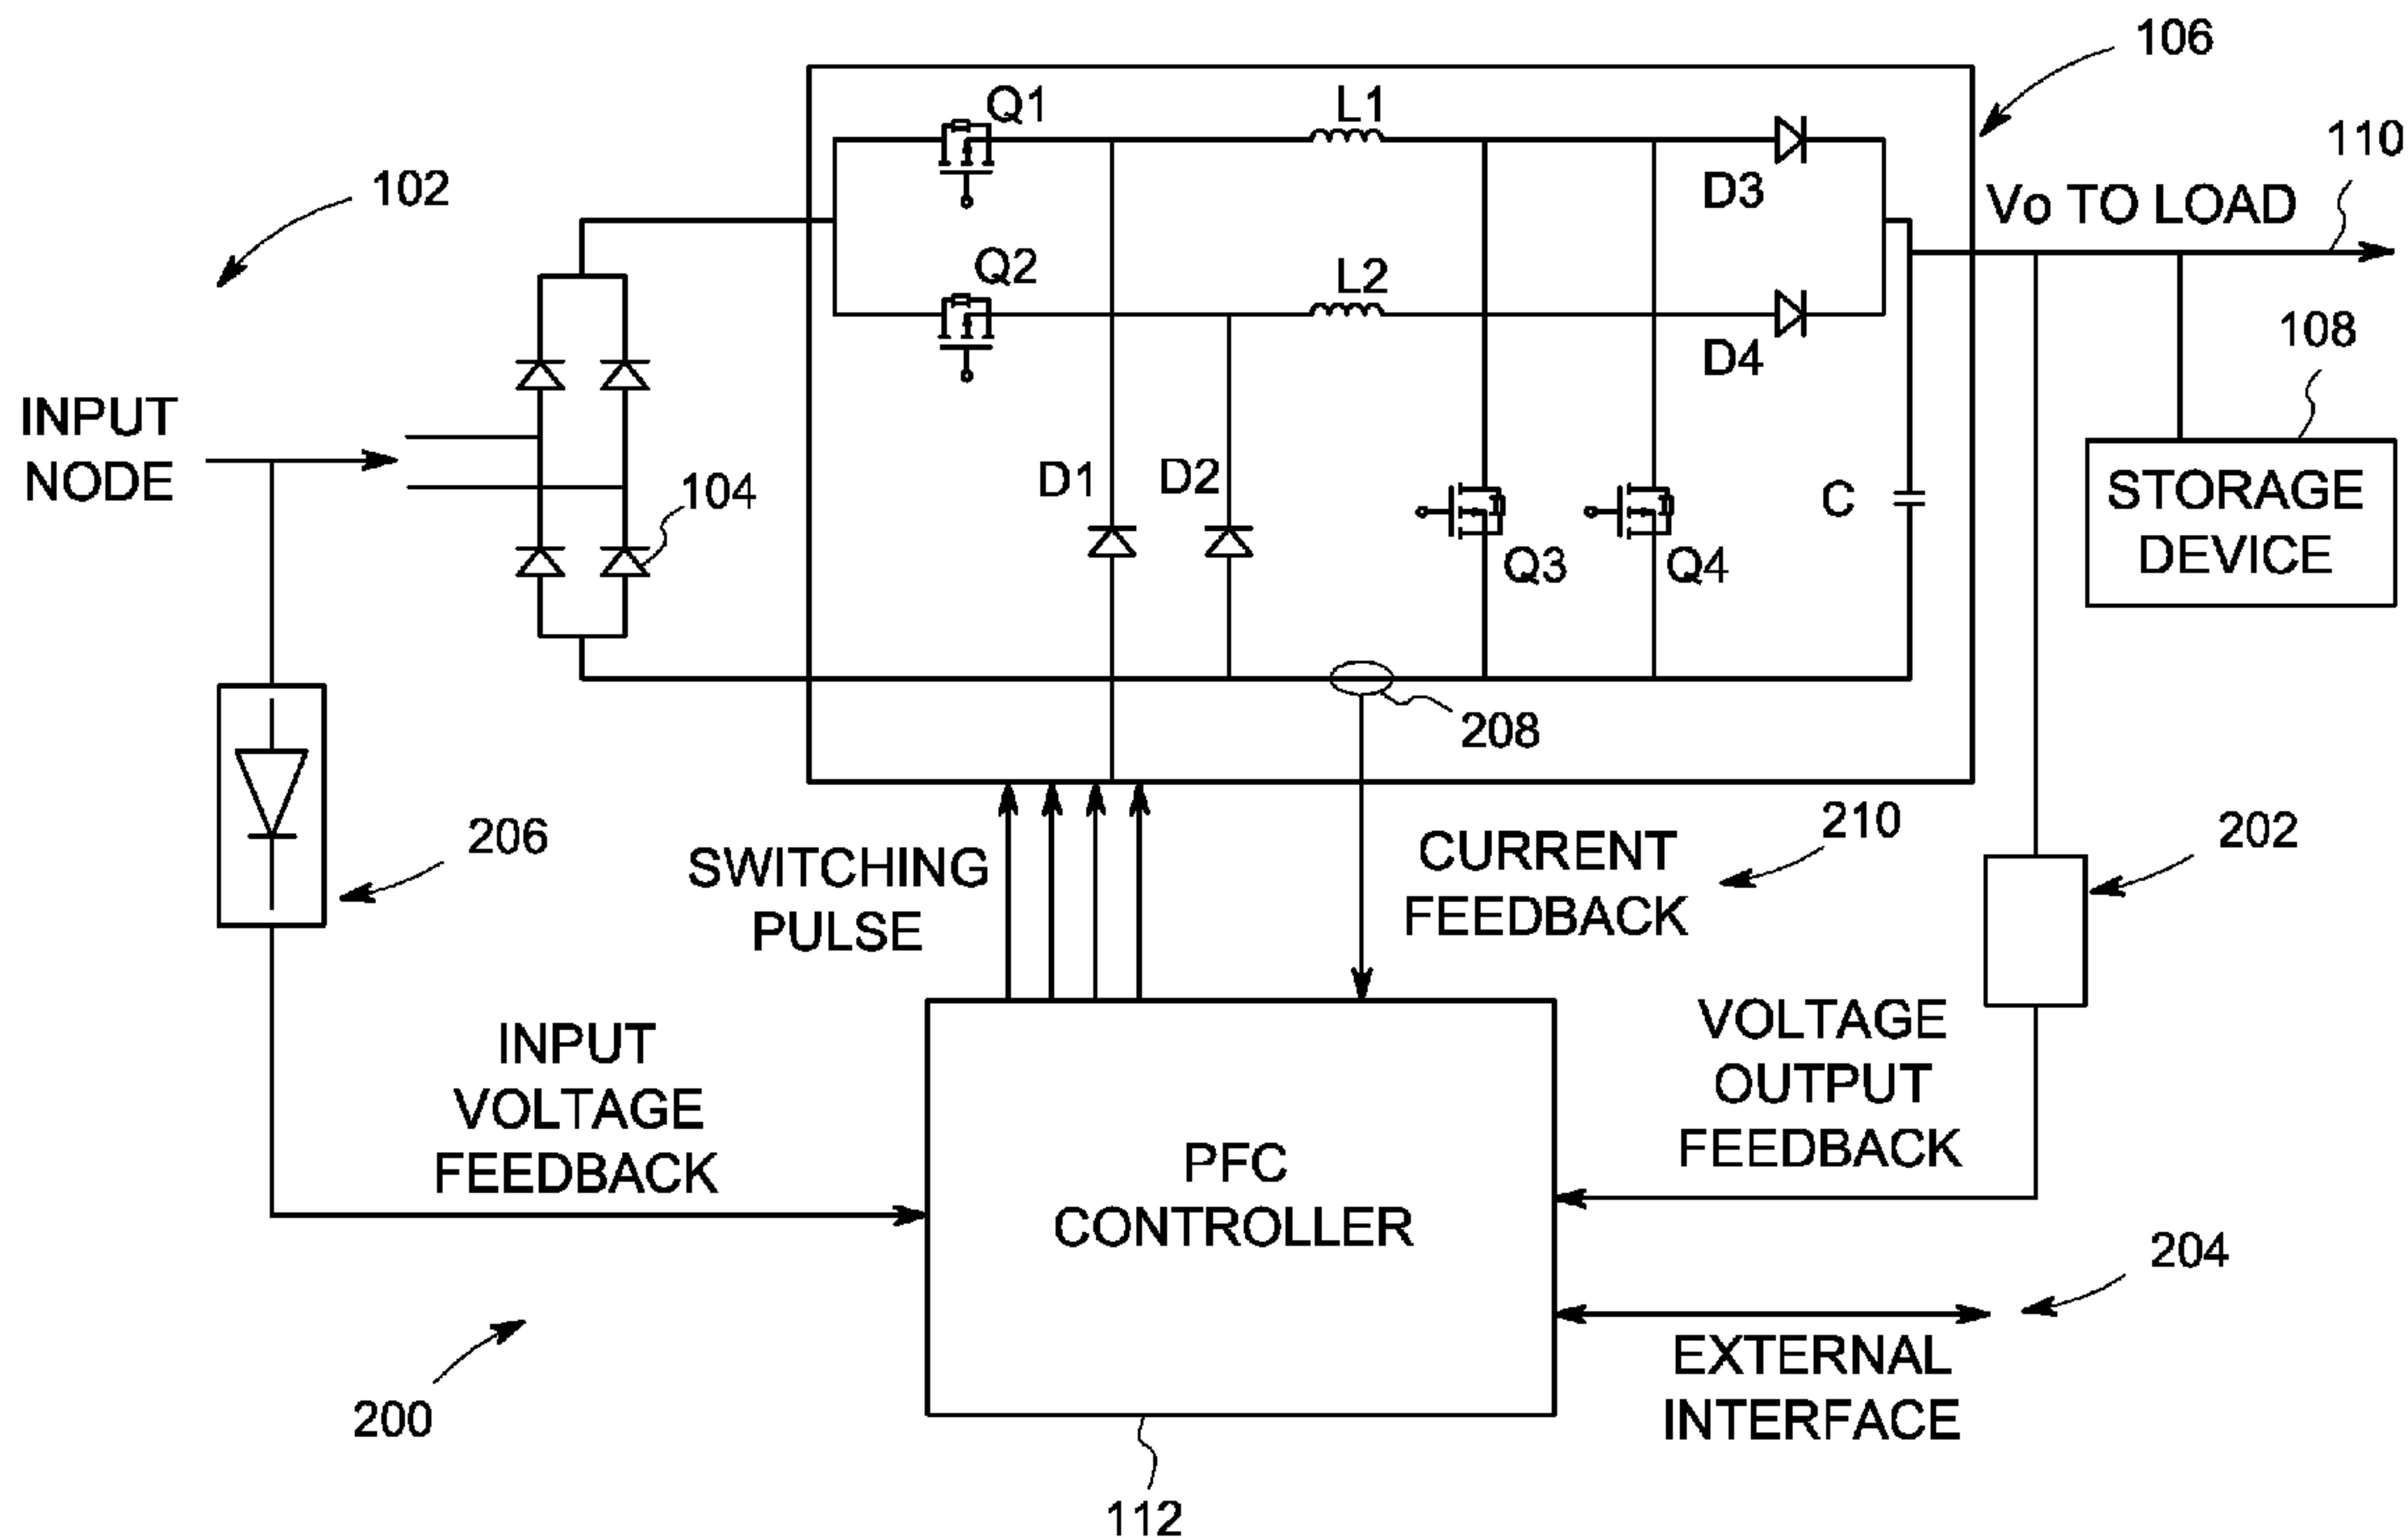 106
Q1
L1
110
102
D3
Vo TO LOAD
Q2
L2
108
D4
INPUT
NODE
D1
D2
104
C
STORAGE
DEVICE
Q3
Q4
208
206
SWITCHING
PULSE
CURRENT
FEEDBACK
210
202
INPUT
VOLTAGE
FEEDBACK
VOLTAGE
OUTPUT
FEEDBACK
PFC
CONTROLLER
204
EXTERNAL
INTERFACE
200
112